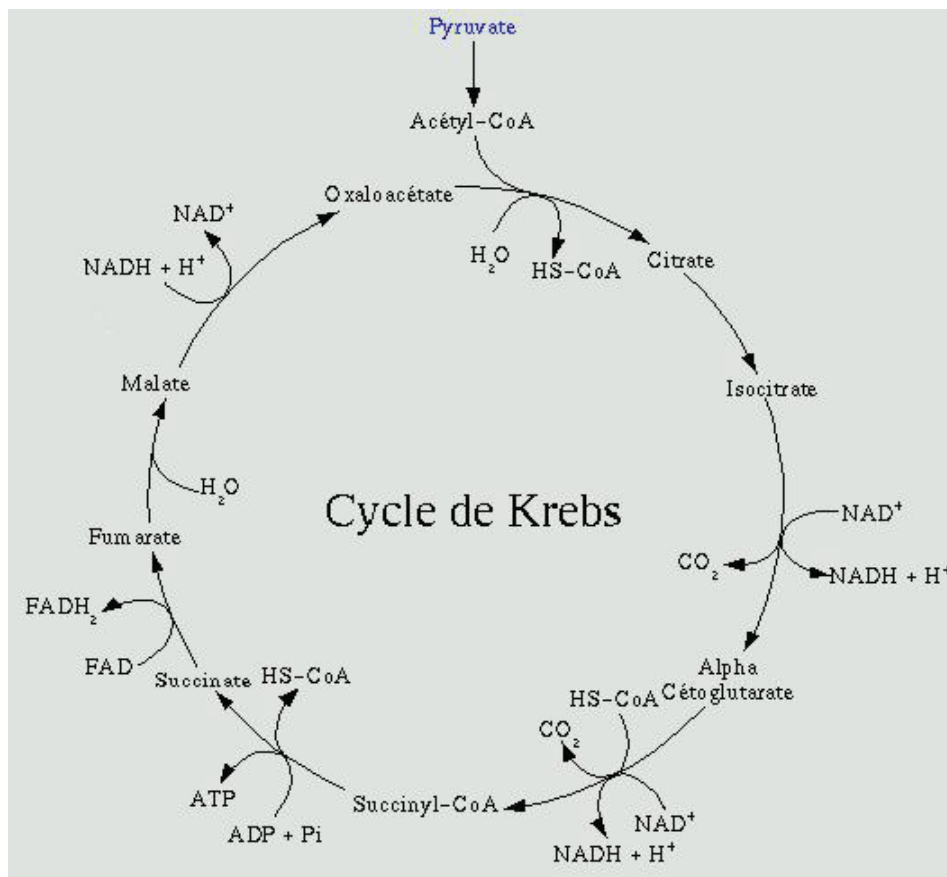 Pyruvate
Acétyl-CoA
Oxaloacétate
H₂O
HS-CoA
Citrate
Isocitrate
NAD⁺
CO₂
NADH + H⁺
Alpha
Cétoglutarate
HS-CoA
CO₂
NAD⁺
NADH + H⁺
Succinyl-CoA
ADP + Pi
ATP
HS-CoA
Succinate
FAD
FADH₂
Fumarate
H₂O
Malate
NADH + H⁺
NAD⁺
Cycle de Krebs